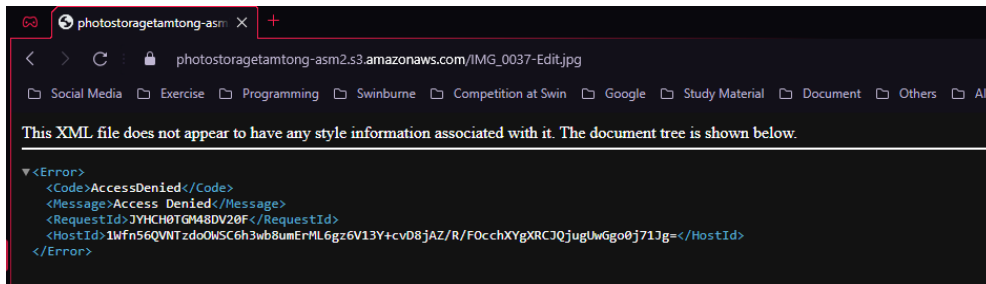 photostoragetamtong-asm
photostoragetamtong-asm2.s3.amazonaws.com/IMG_0037-Edit.jpg
Social Media Exercise Programming Swinburne Competition at Swin Google Study Material Document Others Al
This XML file does not appear to have any style information associated with it. The document tree is shown below.
▼<Error>
<Code>AccessDenied</Code>
<Message>Access Denied</Message>
<RequestId>JYHCH0TGM48DV20F</RequestId>
<HostId>1Wfn56QVNTzdoOWSC6h3wb8umErML6gz6V13Y+cvD8jAZ/R/FOcchXYgXRCJQjugUwGgo0j71Jg=</HostId>
</Error>